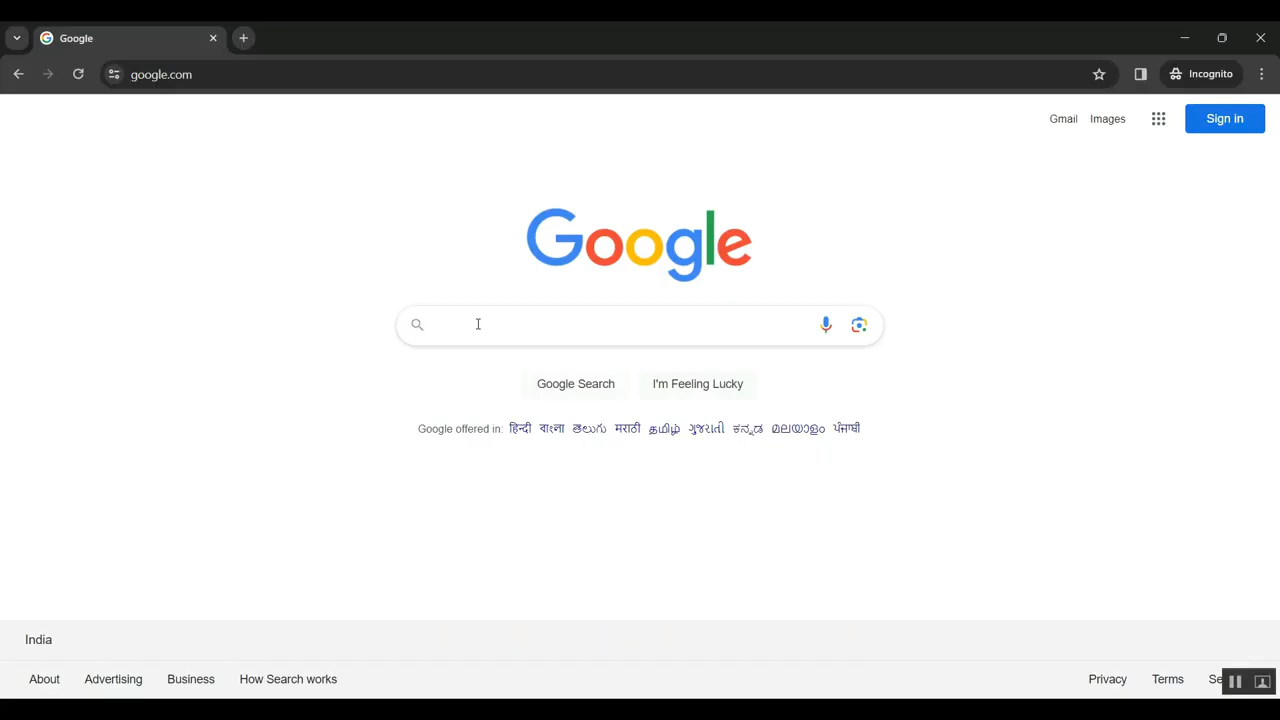 Google
google.com
Incognito
Gmail Images Sign in
Google
Google Search I'm Feeling Lucky
Google offered in: हिन्दी বাংলা తెలుగు मराठी தமிழ் ગુજરાતી ಕನ್ನಡ മലയാളം ਪੰਜਾਬੀ
India
About Advertising Business How Search works Privacy Terms Se